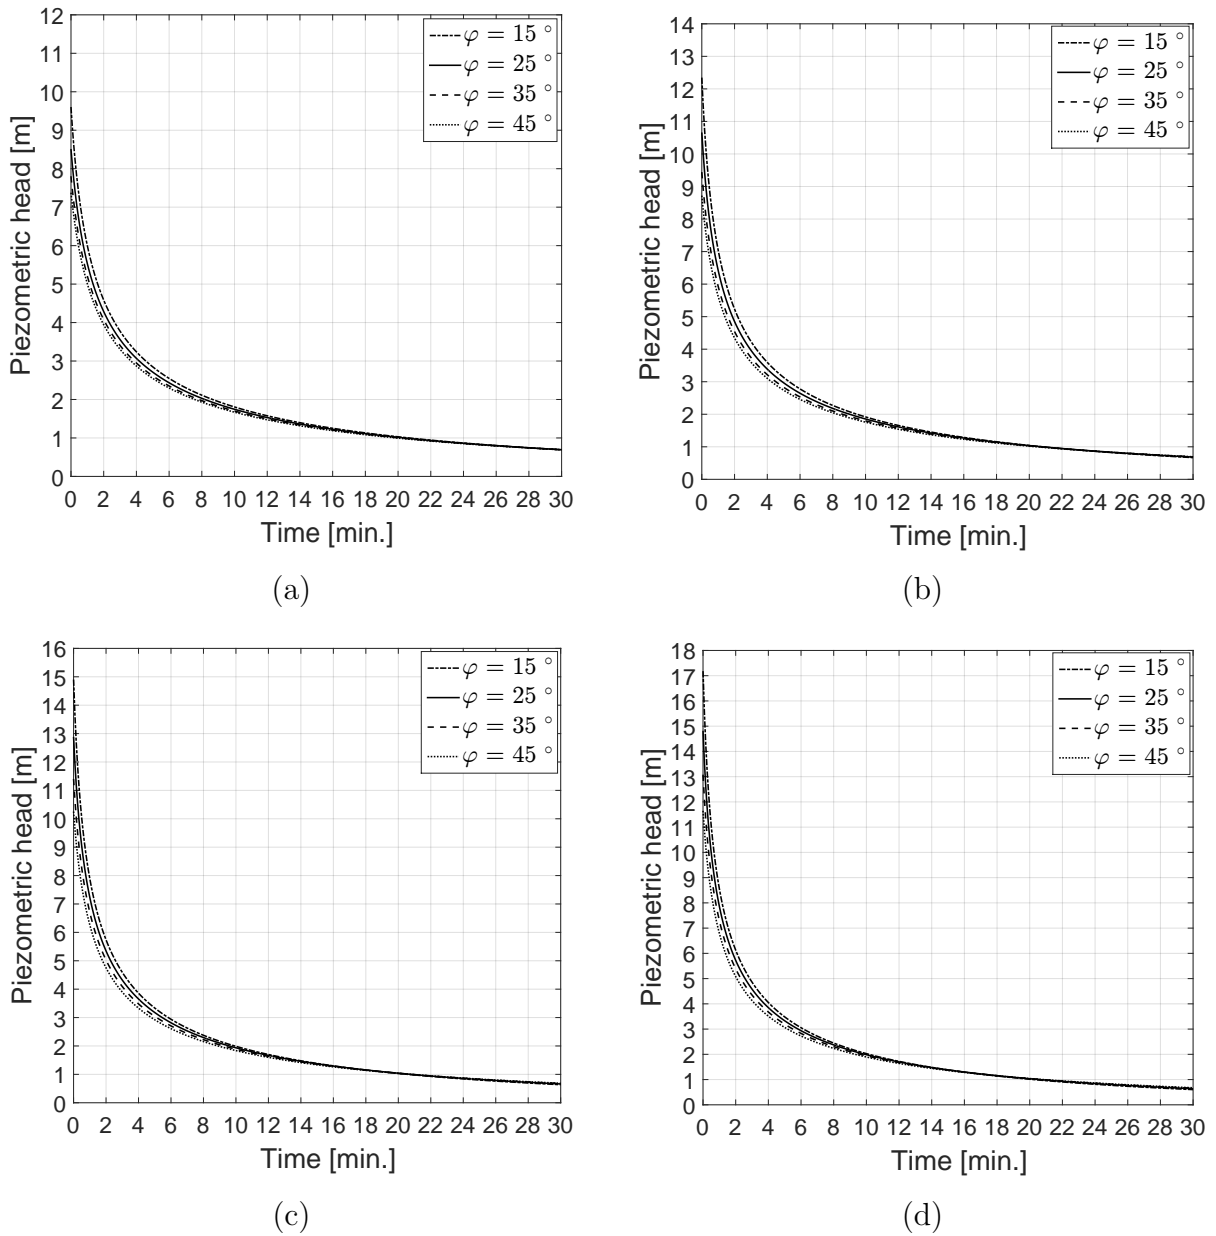 12
11
10
9
8
7
6
5
4
3
2
1
0
Piezometric head [m]
0 2 4 6 8 10 12 14 16 18 20 22 24 26 28 30
Time [min.]
φ = 15 °
φ = 25 °
φ = 35 °
φ = 45 °
(a)
14
13
12
11
10
9
8
7
6
5
4
3
2
1
0
Piezometric head [m]
0 2 4 6 8 10 12 14 16 18 20 22 24 26 28 30
Time [min.]
φ = 15 °
φ = 25 °
φ = 35 °
φ = 45 °
(b)
16
15
14
13
12
11
10
9
8
7
6
5
4
3
2
1
0
Piezometric head [m]
0 2 4 6 8 10 12 14 16 18 20 22 24 26 28 30
Time [min.]
φ = 15 °
φ = 25 °
φ = 35 °
φ = 45 °
(c)
18
17
16
15
14
13
12
11
10
9
8
7
6
5
4
3
2
1
0
Piezometric head [m]
0 2 4 6 8 10 12 14 16 18 20 22 24 26 28 30
Time [min.]
φ = 15 °
φ = 25 °
φ = 35 °
φ = 45 °
(d)